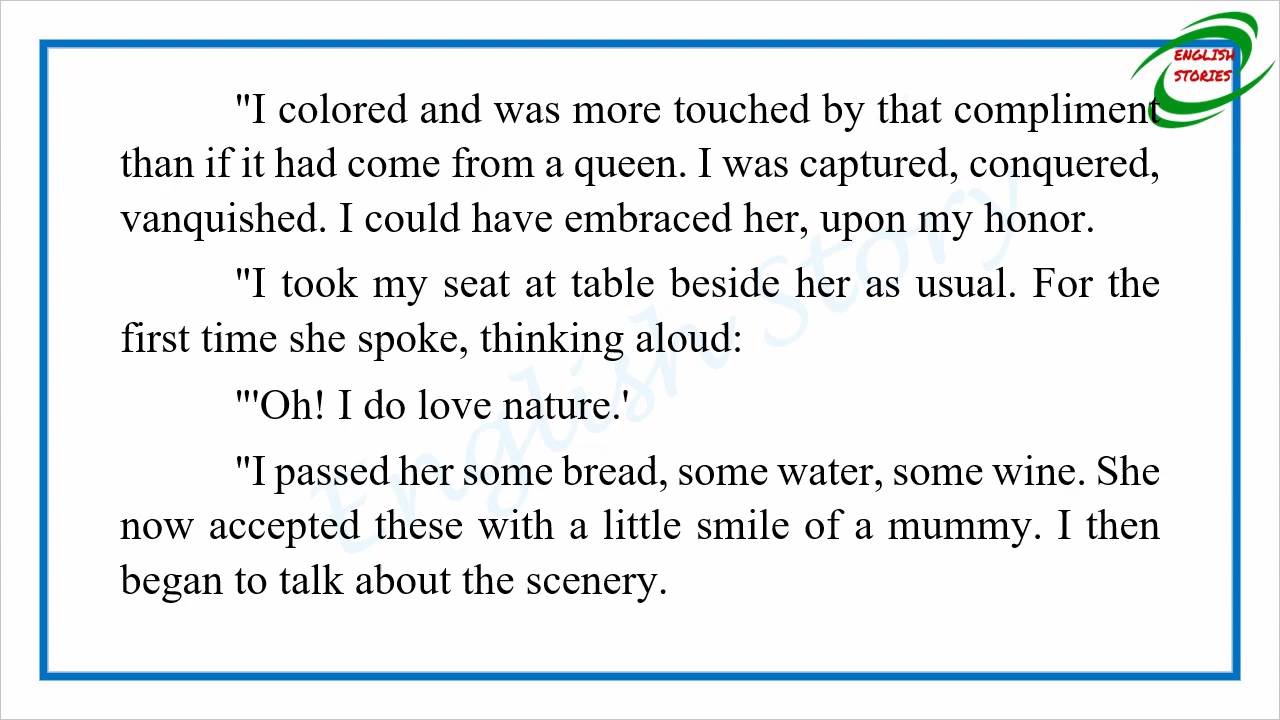 ENGLISH
STORIES
"I colored and was more touched by that compliment
than if it had come from a queen. I was captured, conquered,
vanquished. I could have embraced her, upon my honor.
"I took my seat at table beside her as usual. For the
first time she spoke, thinking aloud:
"'Oh! I do love nature.'
"I passed her some bread, some water, some wine. She
now accepted these with a little smile of a mummy. I then
began to talk about the scenery.
English Story